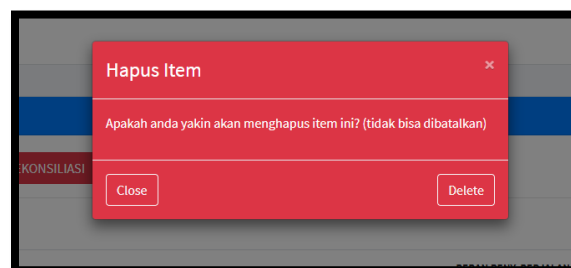 Hapus Item
×
Apakah anda yakin akan menghapus item ini? (tidak bisa dibatalkan)
EKONSILIASI
Close
Delete